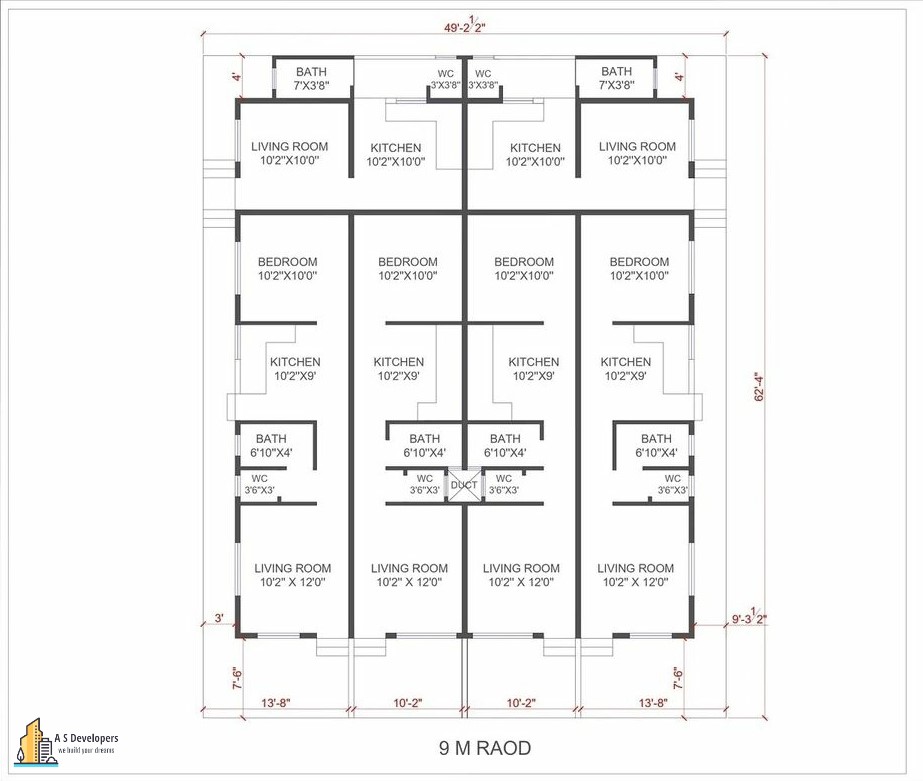 49'-2 1/2"
4'
BATH
7'X3'8"
WC
3'X3'8"
WC
3'X3'8"
BATH
7'X3'8"
4'
LIVING ROOM
10'2"X10'0"
KITCHEN
10'2"X10'0"
KITCHEN
10'2"X10'0"
LIVING ROOM
10'2"X10'0"
BEDROOM
10'2"X10'0"
BEDROOM
10'2"X10'0"
BEDROOM
10'2"X10'0"
BEDROOM
10'2"X10'0"
KITCHEN
10'2"X9'
KITCHEN
10'2"X9'
KITCHEN
10'2"X9'
KITCHEN
10'2"X9'
62'-4"
BATH
6'10"X4'
BATH
6'10"X4'
BATH
6'10"X4'
BATH
6'10"X4'
WC
3'6"X3'
WC
3'6"X3'
DUCT
WC
3'6"X3'
WC
3'6"X3'
LIVING ROOM
10'2" X 12'0"
LIVING ROOM
10'2" X 12'0"
LIVING ROOM
10'2" X 12'0"
LIVING ROOM
10'2" X 12'0"
3'
9'-3 1/2"
7'-6"
7'-6"
13'-8"
10'-2"
10'-2"
13'-8"
A S Developers
we build your dreams
9 M RAOD